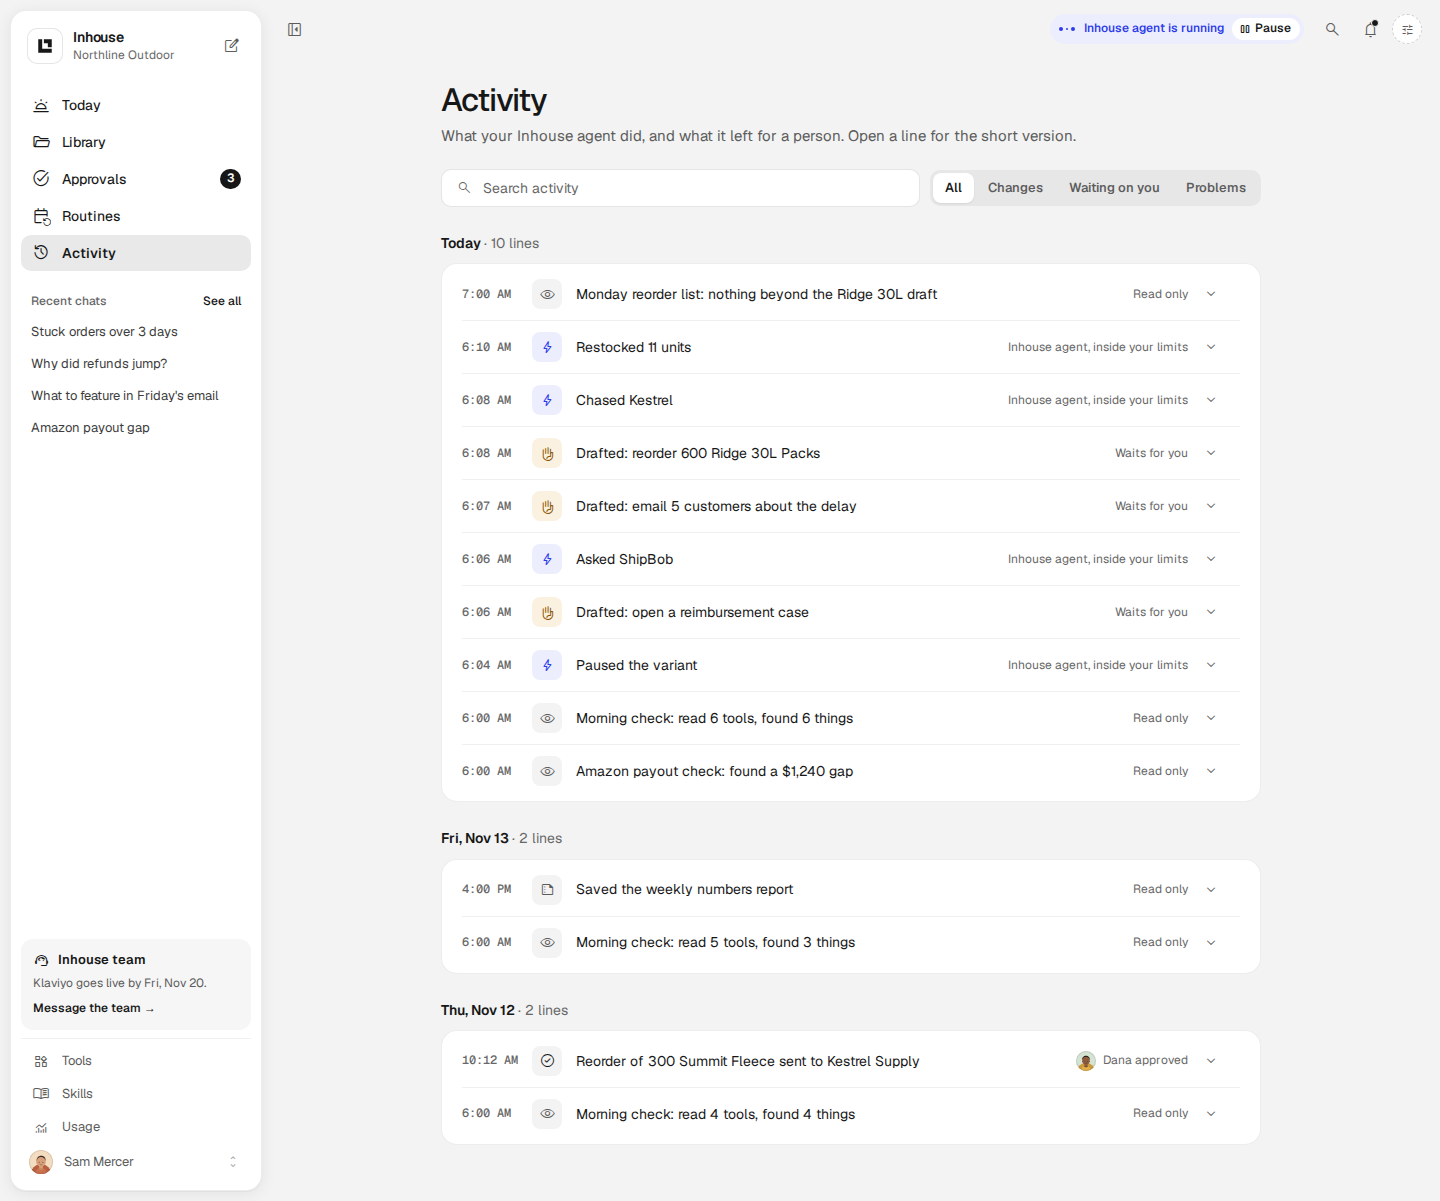 Inhouse
Northline Outdoor
Today
Library
Approvals 3
Routines
Activity
Recent chats See all
Stuck orders over 3 days
Why did refunds jump?
What to feature in Friday's email
Amazon payout gap
Inhouse team
Klaviyo goes live by Fri, Nov 20.
Message the team →
Tools
Skills
Usage
Sam Mercer
Inhouse agent is running Pause
Activity
What your Inhouse agent did, and what it left for a person. Open a line for the short version.
Search activity All Changes Waiting on you Problems
Today · 10 lines
7:00 AM Monday reorder list: nothing beyond the Ridge 30L draft Read only
6:10 AM Restocked 11 units Inhouse agent, inside your limits
6:08 AM Chased Kestrel Inhouse agent, inside your limits
6:08 AM Drafted: reorder 600 Ridge 30L Packs Waits for you
6:07 AM Drafted: email 5 customers about the delay Waits for you
6:06 AM Asked ShipBob Inhouse agent, inside your limits
6:06 AM Drafted: open a reimbursement case Waits for you
6:04 AM Paused the variant Inhouse agent, inside your limits
6:00 AM Morning check: read 6 tools, found 6 things Read only
6:00 AM Amazon payout check: found a $1,240 gap Read only
Fri, Nov 13 · 2 lines
4:00 PM Saved the weekly numbers report Read only
6:00 AM Morning check: read 5 tools, found 3 things Read only
Thu, Nov 12 · 2 lines
10:12 AM Reorder of 300 Summit Fleece sent to Kestrel Supply Dana approved
6:00 AM Morning check: read 4 tools, found 4 things Read only